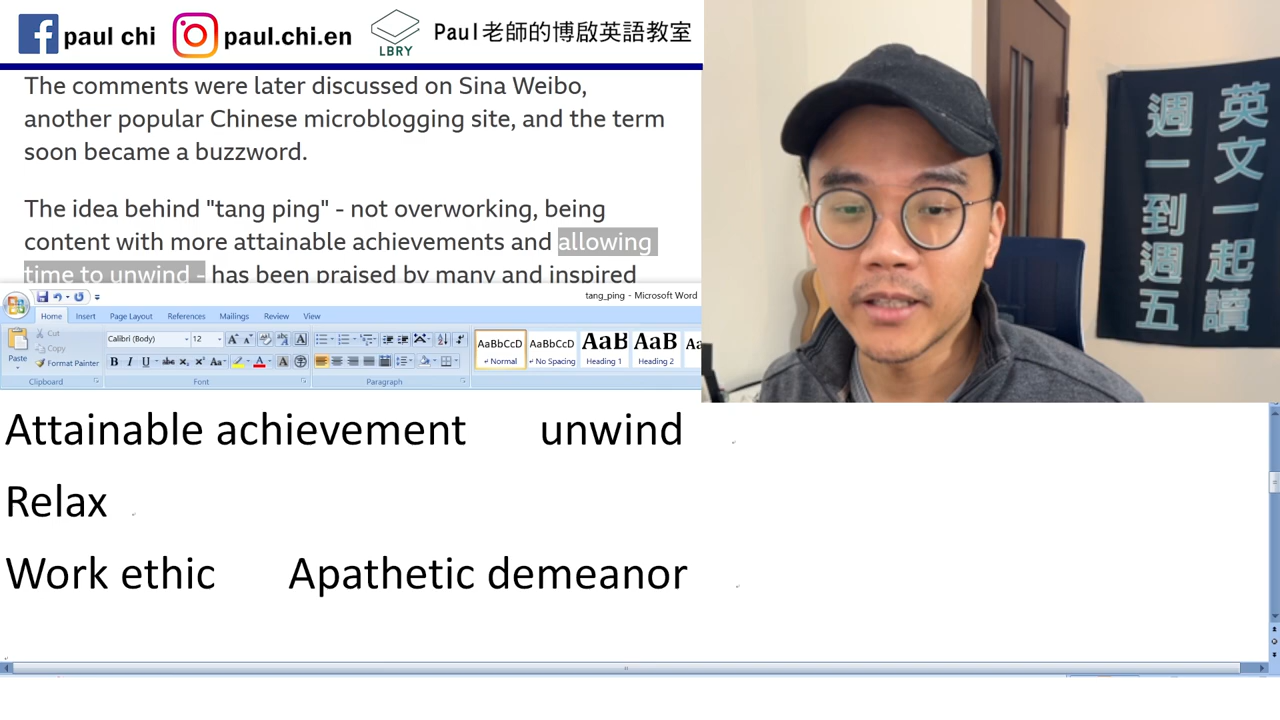 paul chi
paul.chi.en
LBRY
Paul老師的博啟英語教室
The comments were later discussed on Sina Weibo,
another popular Chinese microblogging site, and the term
soon became a buzzword.
The idea behind "tang ping" - not overworking, being
content with more attainable achievements and allowing
time to unwind - has been praised by many and inspired
英文一起讀
週一到週五
tang_ping - Microsoft Word
Home Insert Page Layout References Mailings Review View
Paste
Cut
Copy
Format Painter
Clipboard
Calibri (Body) 12
Font
Paragraph
AaBbCcD AaBbCcD AaBb AaB
Normal No Spacing Heading 1 Heading 2
Attainable achievement unwind
Relax
Work ethic Apathetic demeanor